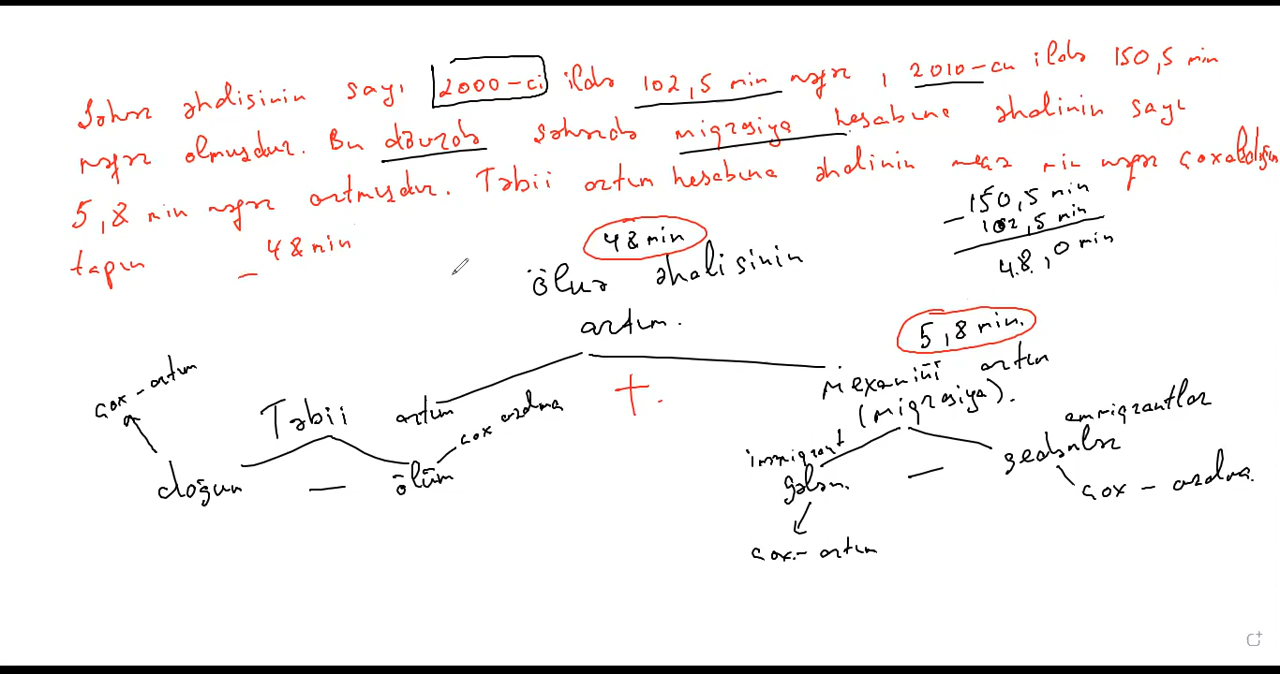 Şəhər əhalisinin sayı 2000-ci ildə 102,5 min nəfər, 2010-cu ildə 150,5 min
nəfər olmuşdur. Bu dövrdə şəhərdə miqrasiya hesabına əhalinin sayı
5,8 min nəfər artmışdır. Təbii artım hesabına əhalinin neçə min nəfər çoxaldığını
tapın
- 48 min
- 150,5 min
102,5 min
48,0 min
48 min
ölkə əhalisinin
artım.
5,8 min.
Mexaniki artım
(miqrasiya).
+
Təbii artım
çox-artım
çox azalma
doğum - ölüm
immiqrant
gələn. - gedənlər
emmiqrantlar
çox - azalma.
çox - artım